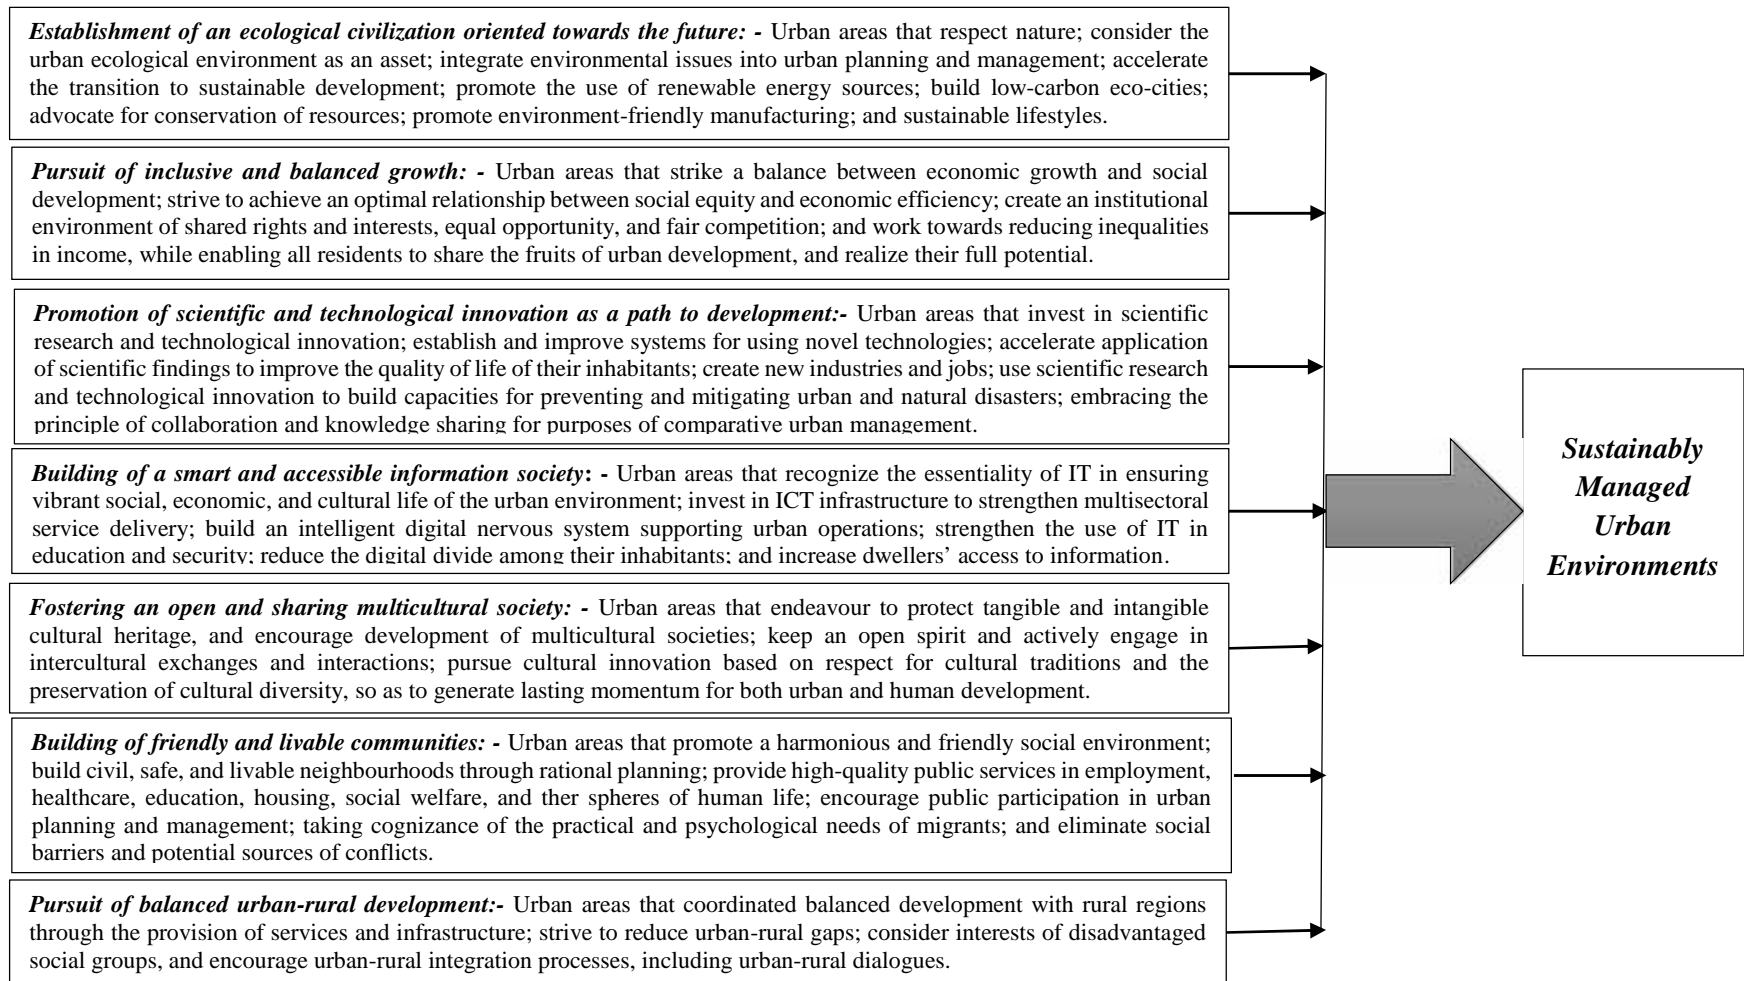 Establishment of an ecological civilization oriented towards the future: - Urban areas that respect nature; consider the
urban ecological environment as an asset; integrate environmental issues into urban planning and management; accelerate
the transition to sustainable development; promote the use of renewable energy sources; build low-carbon eco-cities;
advocate for conservation of resources; promote environment-friendly manufacturing; and sustainable lifestyles.
Pursuit of inclusive and balanced growth: - Urban areas that strike a balance between economic growth and social
development; strive to achieve an optimal relationship between social equity and economic efficiency; create an institutional
environment of shared rights and interests, equal opportunity, and fair competition; and work towards reducing inequalities
in income, while enabling all residents to share the fruits of urban development, and realize their full potential.
Promotion of scientific and technological innovation as a path to development:- Urban areas that invest in scientific
research and technological innovation; establish and improve systems for using novel technologies; accelerate application
of scientific findings to improve the quality of life of their inhabitants; create new industries and jobs; use scientific research
and technological innovation to build capacities for preventing and mitigating urban and natural disasters; embracing the
principle of collaboration and knowledge sharing for purposes of comparative urban management.
Building of a smart and accessible information society: - Urban areas that recognize the essentiality of IT in ensuring
vibrant social, economic, and cultural life of the urban environment; invest in ICT infrastructure to strengthen multisectoral
service delivery; build an intelligent digital nervous system supporting urban operations; strengthen the use of IT in
education and security; reduce the digital divide among their inhabitants; and increase dwellers’ access to information.
Fostering an open and sharing multicultural society: - Urban areas that endeavour to protect tangible and intangible
cultural heritage, and encourage development of multicultural societies; keep an open spirit and actively engage in
intercultural exchanges and interactions; pursue cultural innovation based on respect for cultural traditions and the
preservation of cultural diversity, so as to generate lasting momentum for both urban and human development.
Building of friendly and livable communities: - Urban areas that promote a harmonious and friendly social environment;
build civil, safe, and livable neighbourhoods through rational planning; provide high-quality public services in employment,
healthcare, education, housing, social welfare, and ther spheres of human life; encourage public participation in urban
planning and management; taking cognizance of the practical and psychological needs of migrants; and eliminate social
barriers and potential sources of conflicts.
Pursuit of balanced urban-rural development:- Urban areas that coordinated balanced development with rural regions
through the provision of services and infrastructure; strive to reduce urban-rural gaps; consider interests of disadvantaged
social groups, and encourage urban-rural integration processes, including urban-rural dialogues.
Sustainably
Managed
Urban
Environments